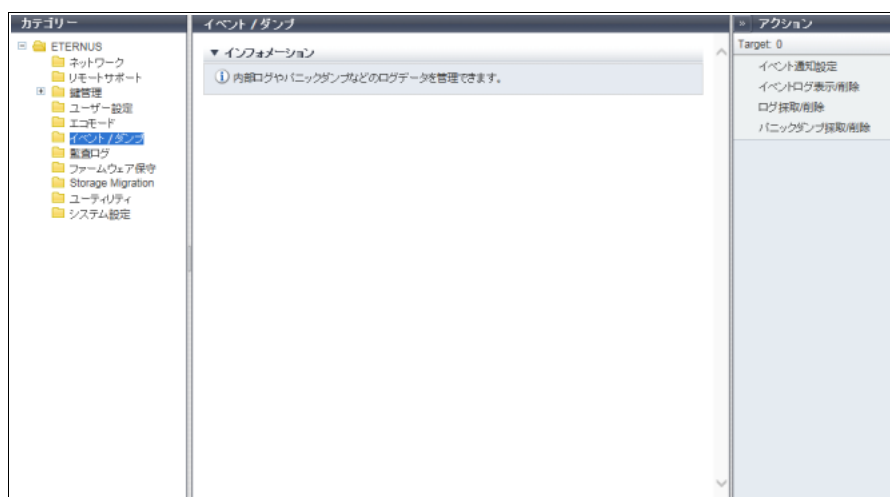 カテゴリー
ETERNUS
ネットワーク
リモートサポート
鍵管理
ユーザー設定
エコモード
イベント / ダンプ
監査ログ
ファームウェア保守
Storage Migration
ユーティリティ
システム設定
イベント / ダンプ
▼ インフォメーション
内部ログやパニックダンプなどのログデータを管理できます。
» アクション
Target: 0
イベント通知設定
イベントログ表示/削除
ログ採取/削除
パニックダンプ採取/削除